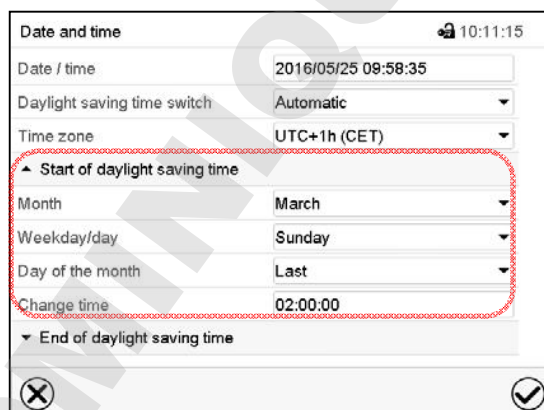 Date and time 10:11:15
Date / time 2016/05/25 09:58:35
Daylight saving time switch Automatic
Time zone UTC+1h (CET)
Start of daylight saving time
Month March
Weekday/day Sunday
Day of the month Last
Change time 02:00:00
End of daylight saving time